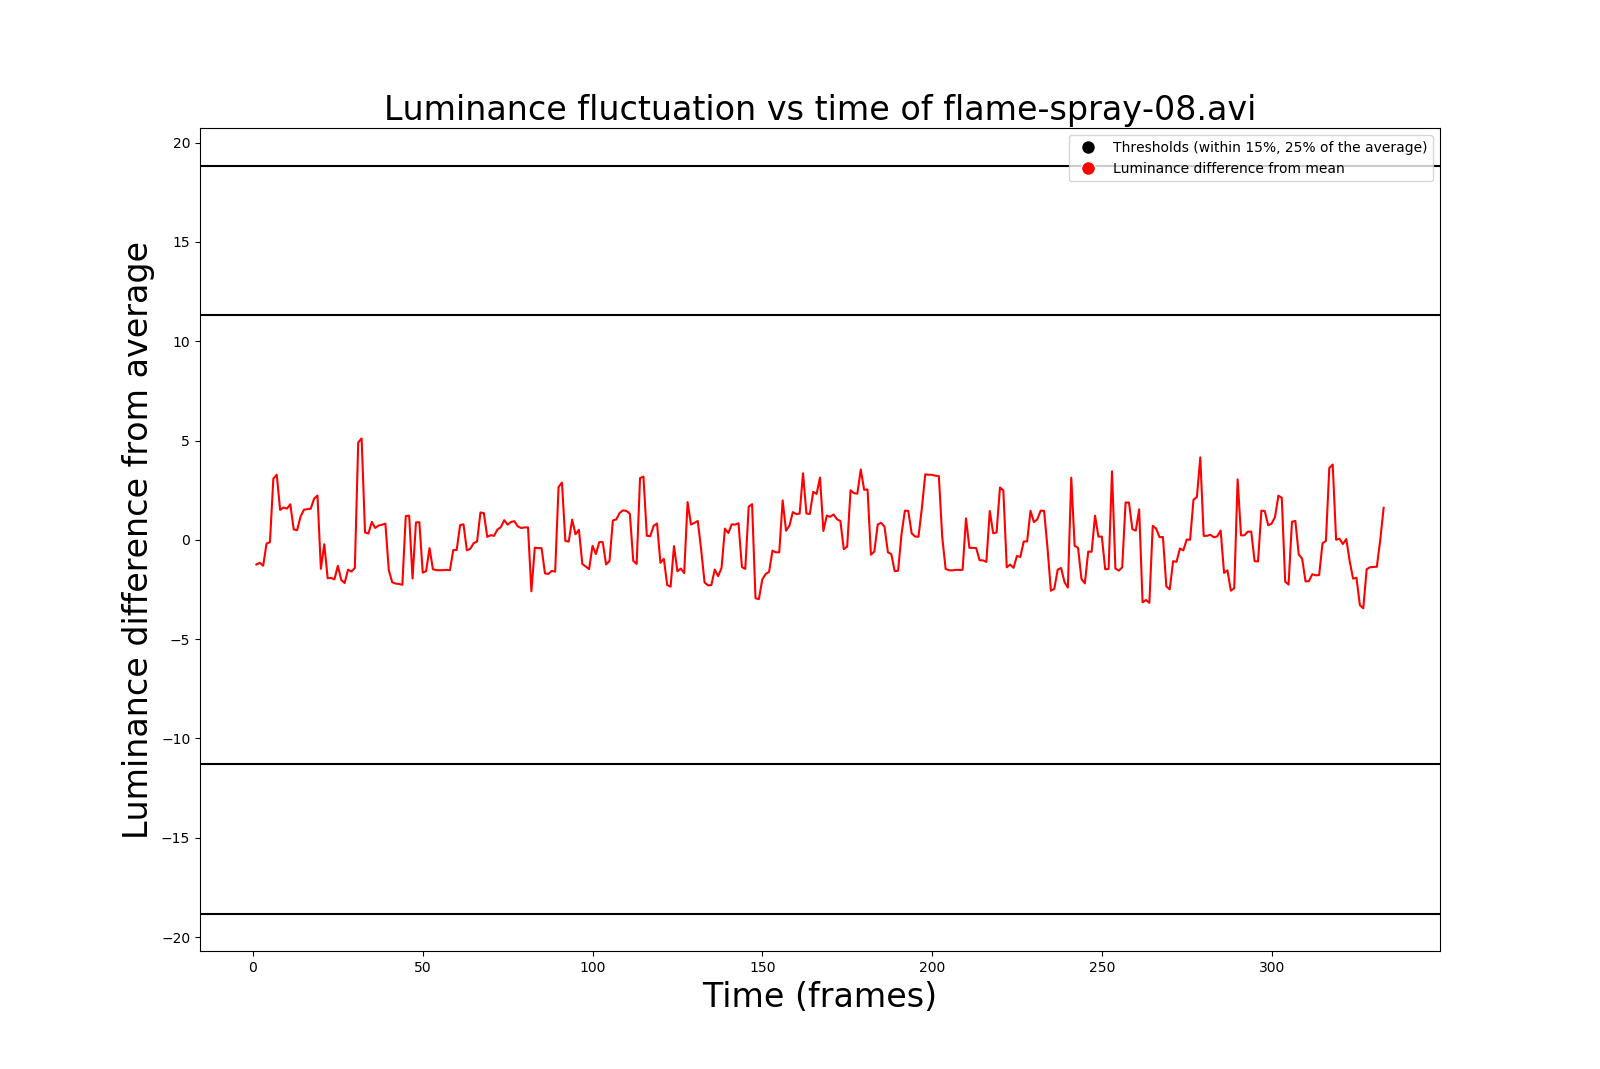 Luminance fluctuation vs time of flame-spray-08.avi
Thresholds (within 15%, 25% of the average)
Luminance difference from mean
Luminance difference from average
20
15
10
5
0
−5
−10
−15
−20
0 50 100 150 200 250 300
Time (frames)